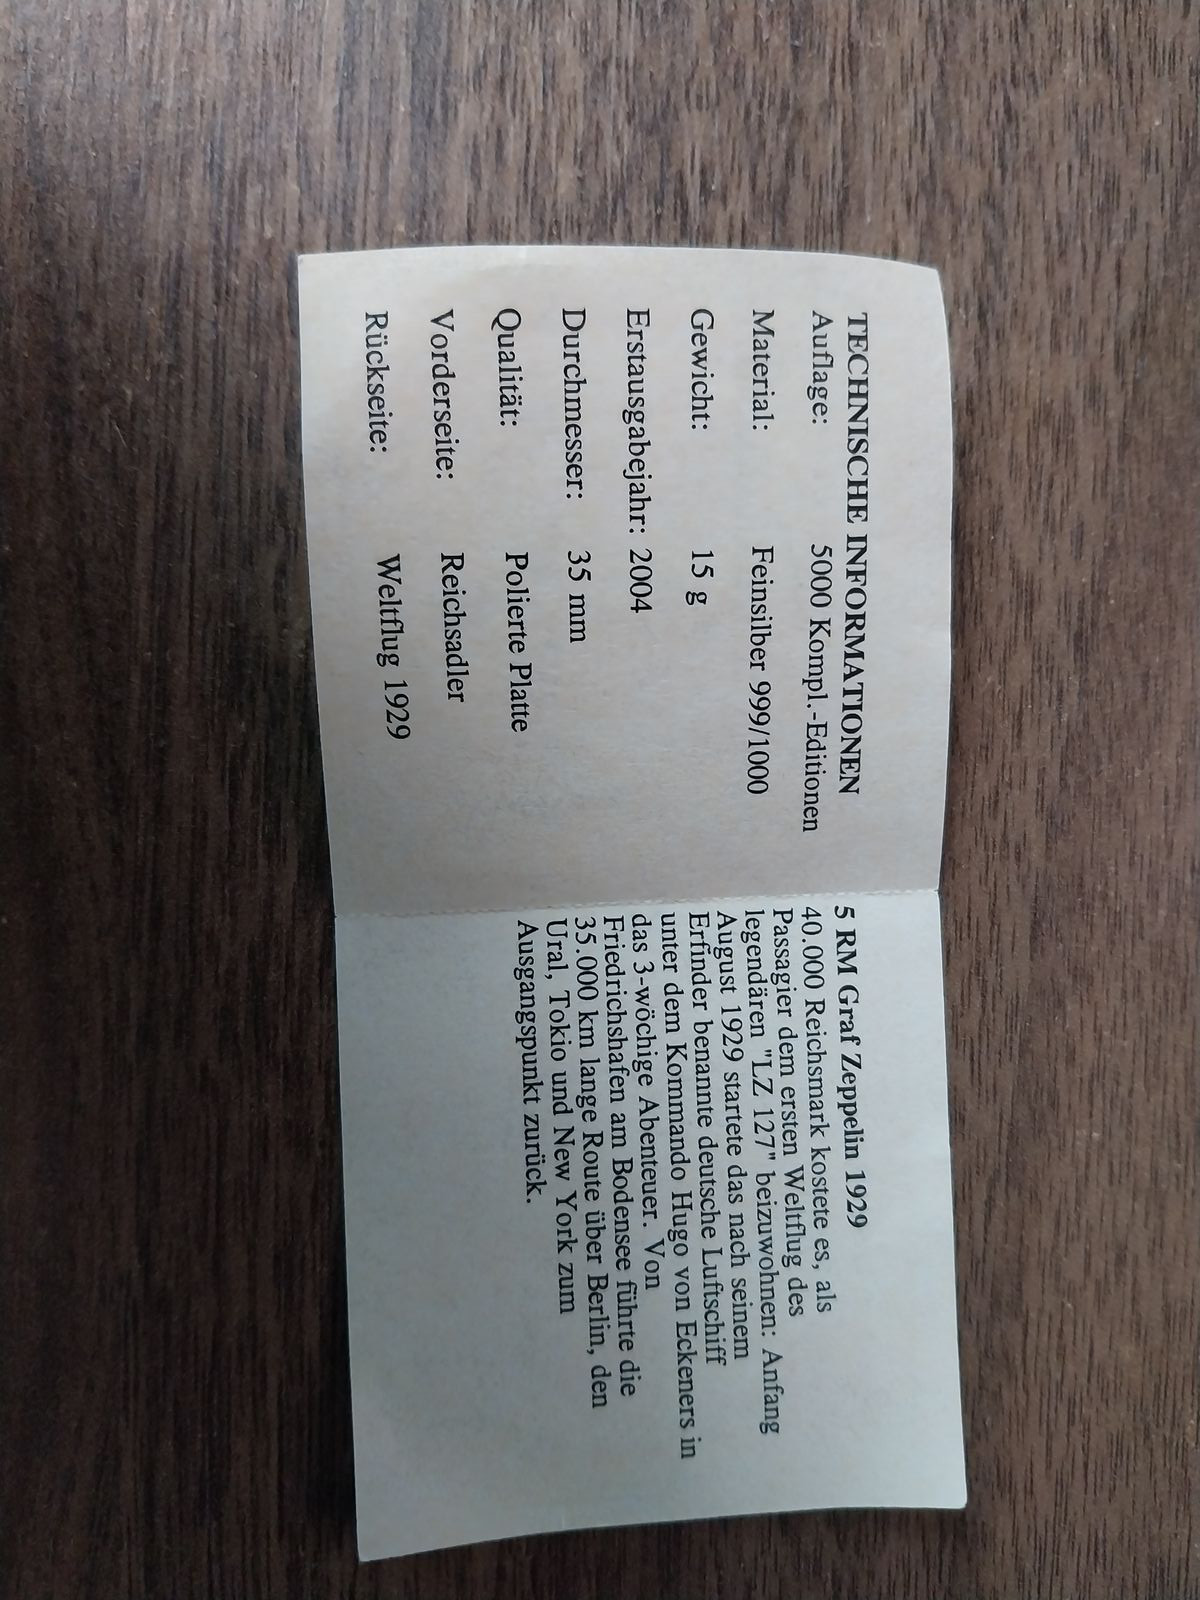 TECHNISCHE INFORMATIONEN
Auflage: 5000 Kompl.-Editionen
Material: Feinsilber 999/1000
Gewicht: 15 g
Erstausgabejahr: 2004
Durchmesser: 35 mm
Qualität: Polierte Platte
Vorderseite: Reichsadler
Rückseite: Weltflug 1929
5 RM Graf Zeppelin 1929
40.000 Reichsmark kostete es, als
Passagier dem ersten Weltflug des
legendären "LZ 127" beizuwohnen: Anfang
August 1929 startete das nach seinem
Erfinder benannte deutsche Luftschiff
unter dem Kommando Hugo von Eckeners in
das 3-wöchige Abenteuer. Von
Friedrichshafen am Bodensee führte die
35.000 km lange Route über Berlin, den
Ural, Tokio und New York zum
Ausgangspunkt zurück.